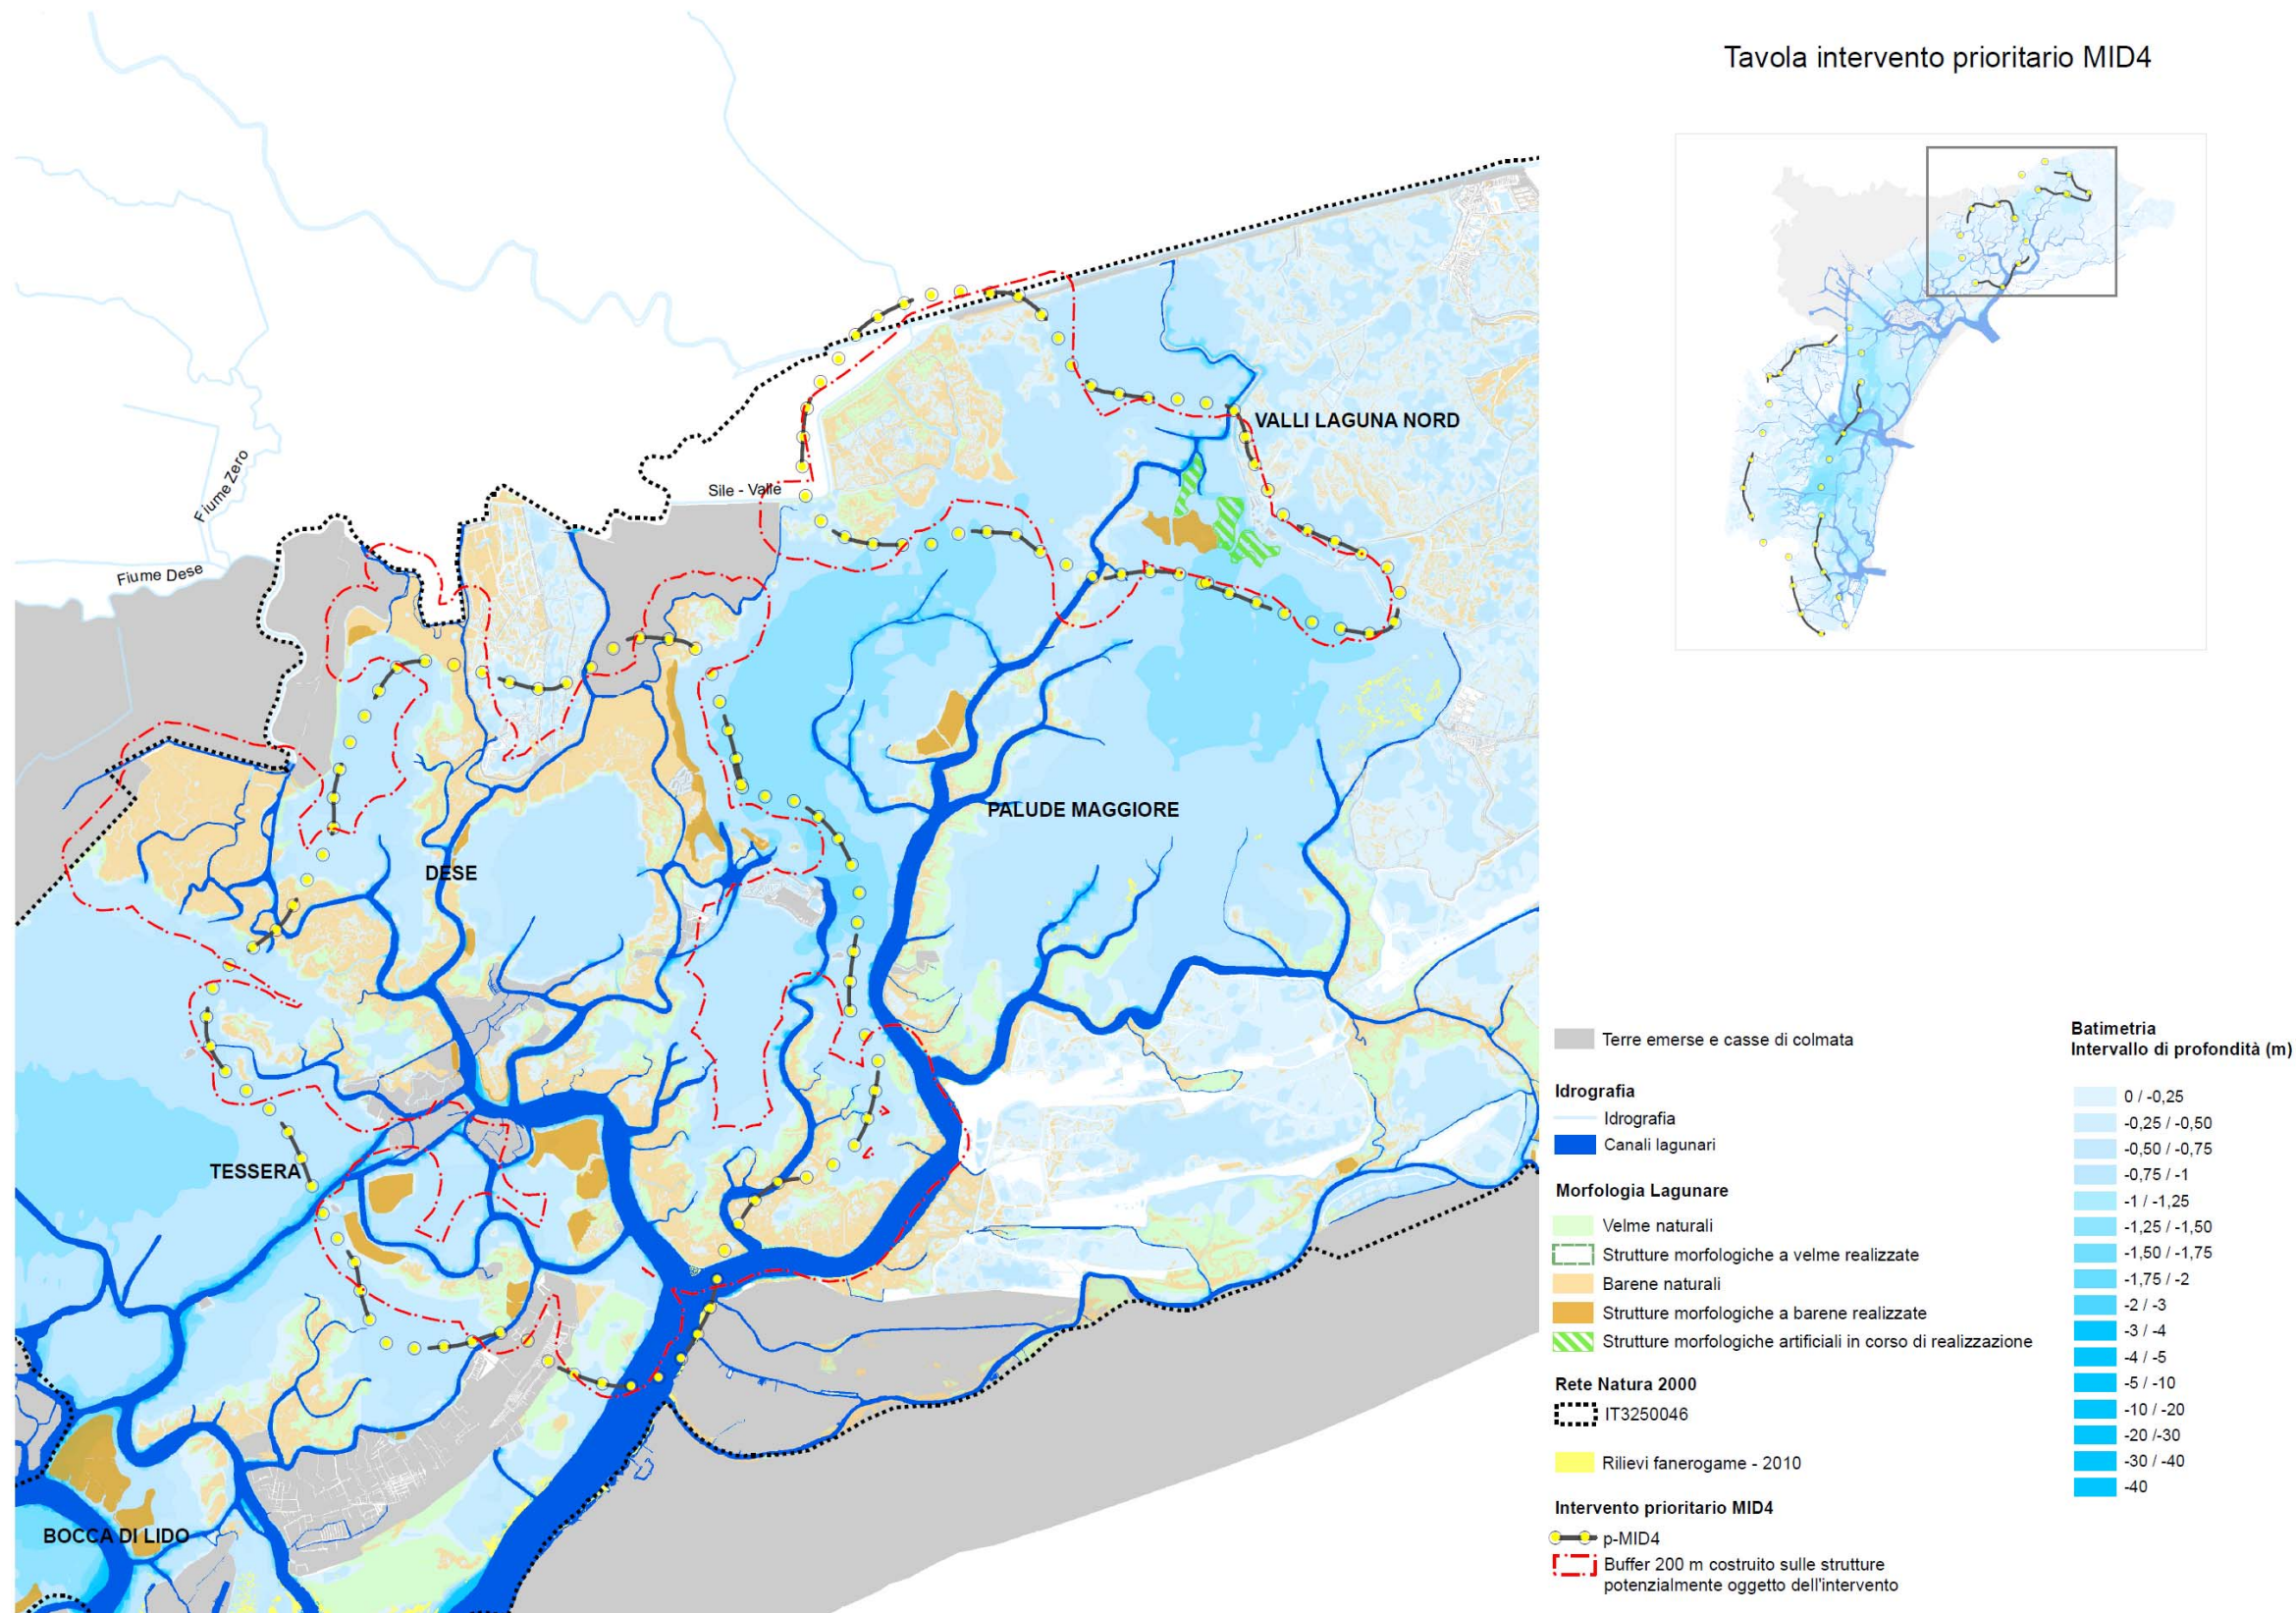 Tavola intervento prioritario MID4
VALLI LAGUNA NORD
Sile - Valle
Fiume Zero
Fiume Dese
PALUDE MAGGIORE
DESE
TESSERA
BOCCA DI LIDO
Terre emerse e casse di colmata
Idrografia
Idrografia
Canali lagunari
Morfologia Lagunare
Velme naturali
Strutture morfologiche a velme realizzate
Barene naturali
Strutture morfologiche a barene realizzate
Strutture morfologiche artificiali in corso di realizzazione
Rete Natura 2000
IT3250046
Rilievi fanerogame - 2010
Intervento prioritario MID4
p-MID4
Buffer 200 m costruito sulle strutture
potenzialmente oggetto dell'intervento
Batimetria
Intervallo di profondità (m)
0 / -0,25
-0,25 / -0,50
-0,50 / -0,75
-0,75 / -1
-1 / -1,25
-1,25 / -1,50
-1,50 / -1,75
-1,75 / -2
-2 / -3
-3 / -4
-4 / -5
-5 / -10
-10 / -20
-20 /-30
-30 / -40
-40